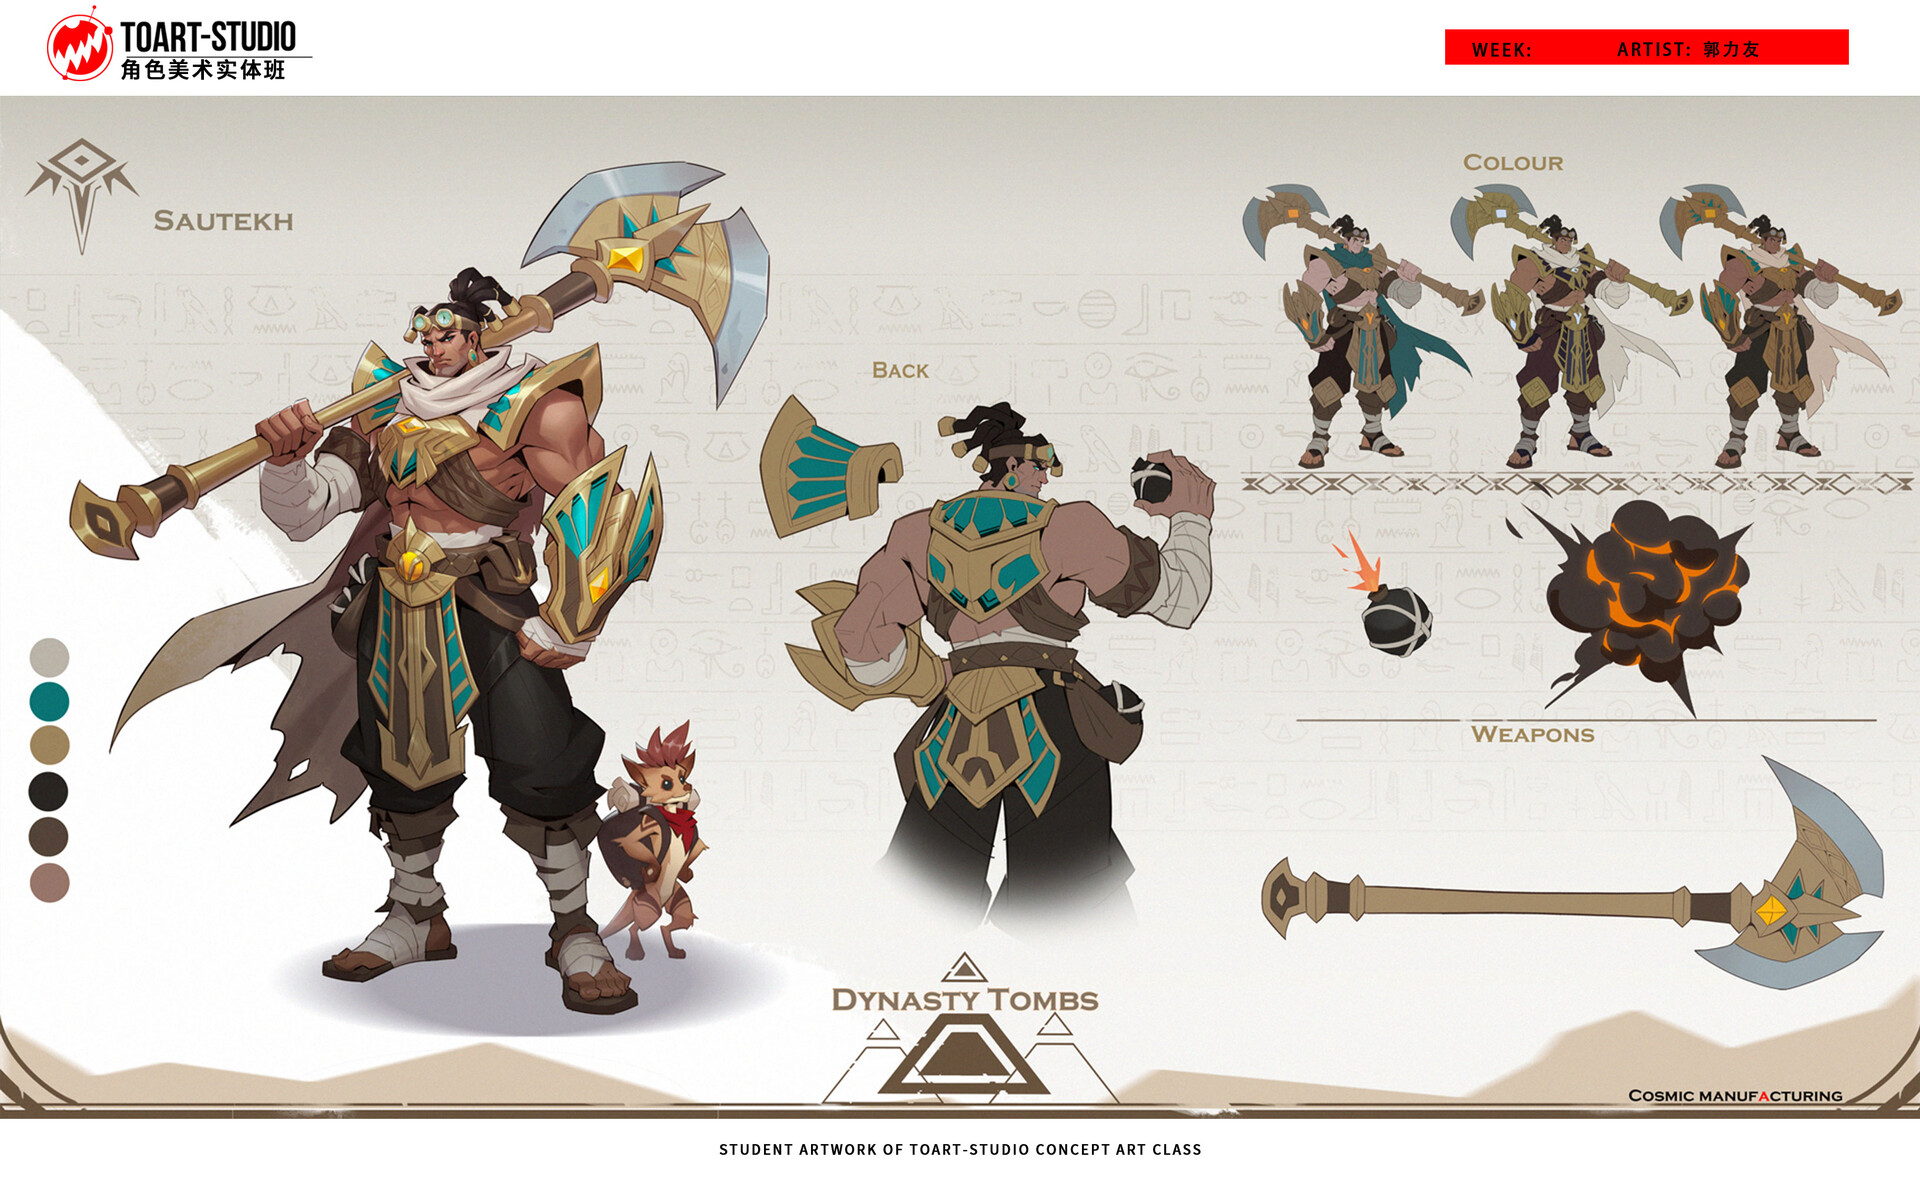 TOART-STUDIO
角色美术实体班
WEEK:
ARTIST: 郭力友
SAUTEKH
COLOUR
BACK
WEAPONS
DYNASTY TOMBS
COSMIC MANUFACTURING
STUDENT ARTWORK OF TOART-STUDIO CONCEPT ART CLASS